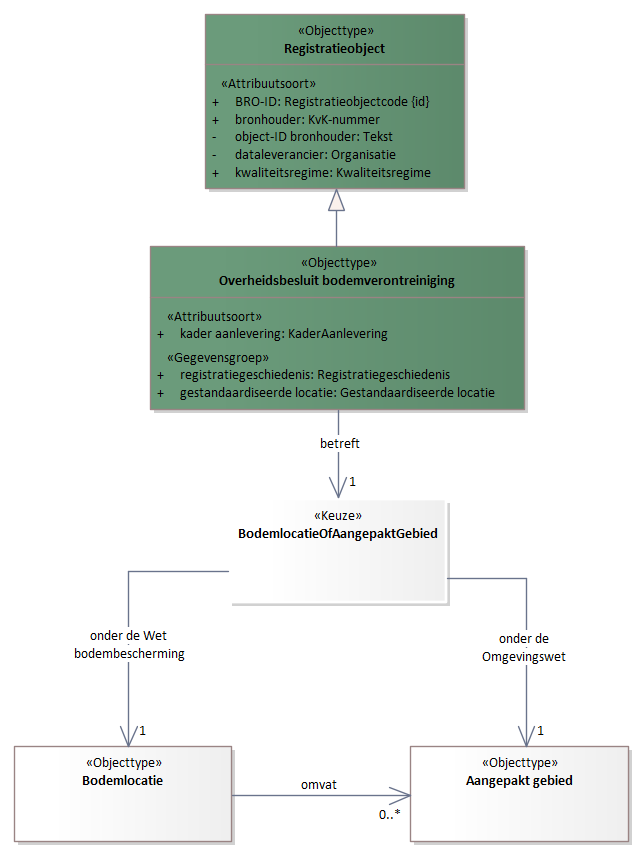 «Objecttype»
Registratieobject
«Attribuutsoort»
+ BRO-ID: Registratieobjectcode {id}
+ bronhouder: KvK-nummer
- object-ID bronhouder: Tekst
- dataleverancier: Organisatie
+ kwaliteitsregime: Kwaliteitsregime
«Objecttype»
Overheidsbesluit bodemverontreiniging
«Attribuutsoort»
+ kader aanlevering: KaderAanlevering
«Gegevensgroep»
+ registratiegeschiedenis: Registratiegeschiedenis
+ gestandaardiseerde locatie: Gestandaardiseerde locatie
betreft
1
«Keuze»
BodemlocatieOfAangepaktGebied
onder de Wet
bodembescherming
onder de
Omgevingswet
1
1
«Objecttype»
Bodemlocatie
«Objecttype»
Aangepakt gebied
omvat
0..*